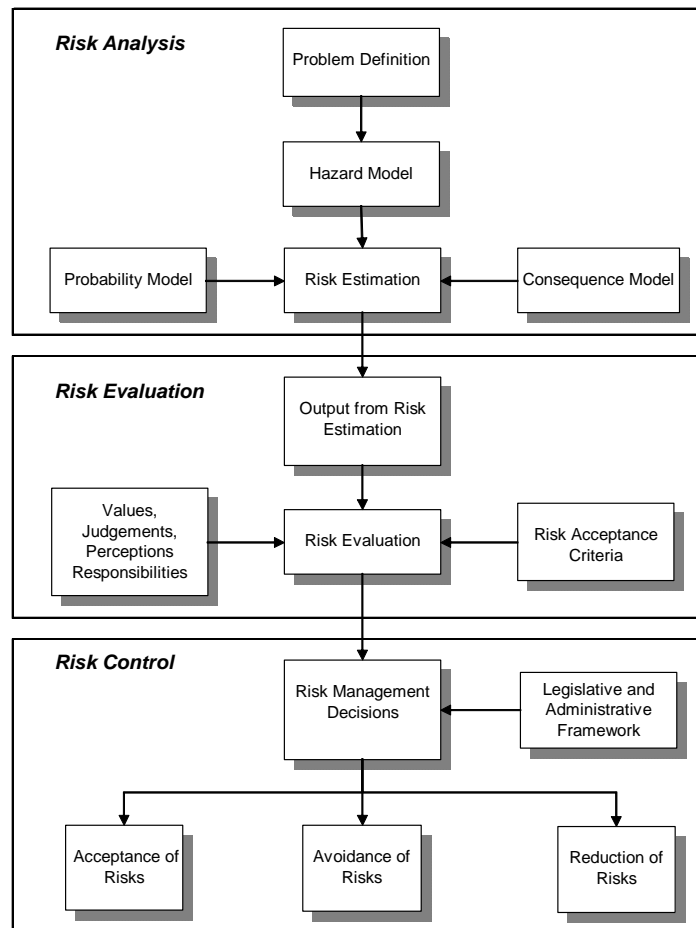 Risk Analysis
Problem Definition
Hazard Model
Probability Model
Risk Estimation
Consequence Model
Risk Evaluation
Output from Risk
Estimation
Values,
Judgements,
Perceptions
Responsibilities
Risk Evaluation
Risk Acceptance
Criteria
Risk Control
Risk Management
Decisions
Legislative and
Administrative
Framework
Acceptance of
Risks
Avoidance of
Risks
Reduction of
Risks